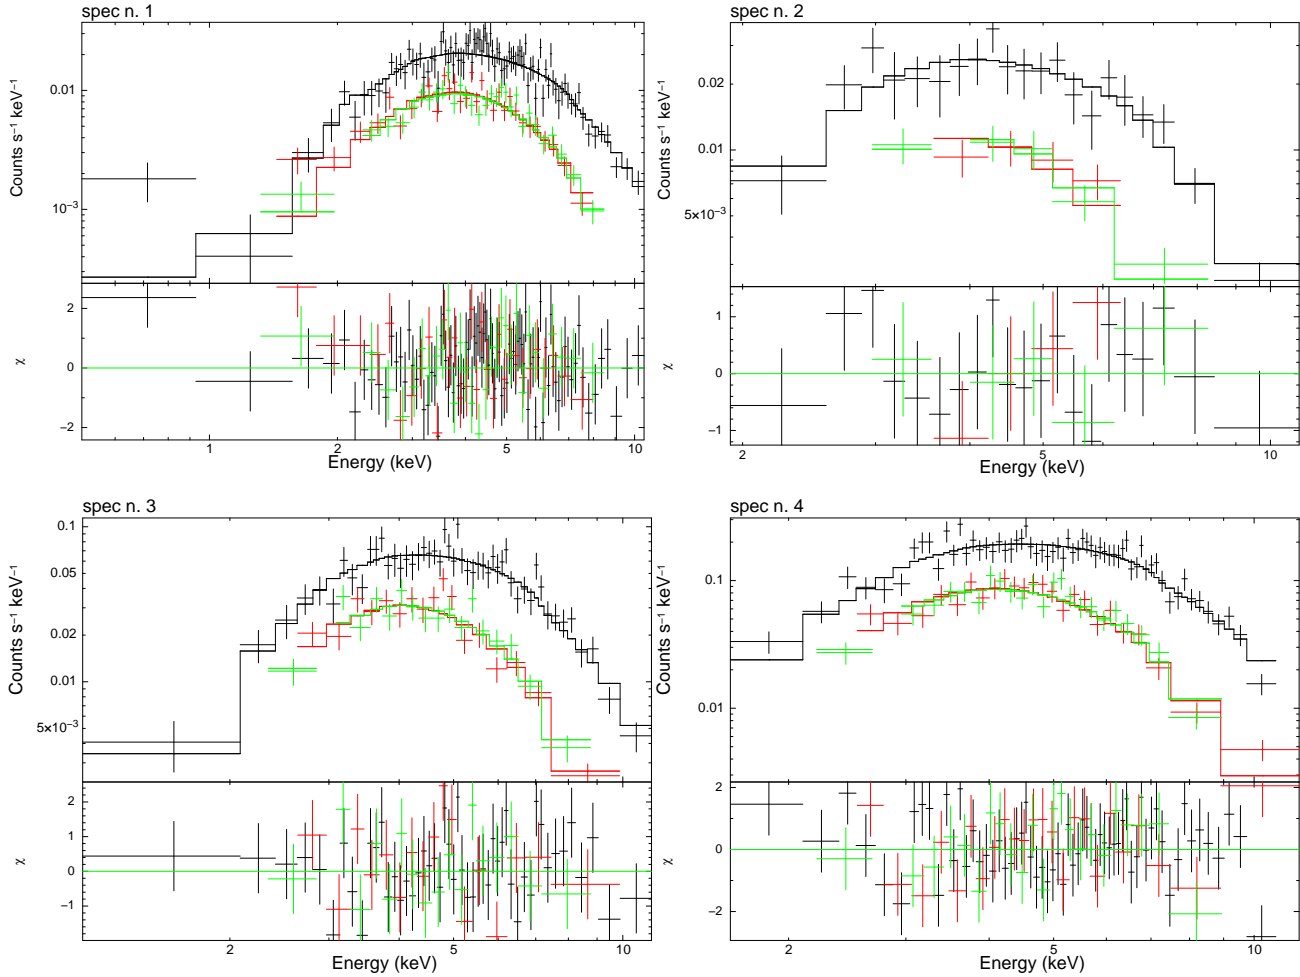 spec n. 1
Counts s⁻¹ keV⁻¹
0.01
10⁻³
χ
2
0
−2
1
2
5
10
Energy (keV)
spec n. 2
Counts s⁻¹ keV⁻¹
0.02
0.01
5×10⁻³
χ
1
0
−1
2
5
10
Energy (keV)
spec n. 3
Counts s⁻¹ keV⁻¹
0.1
0.05
0.02
0.01
5×10⁻³
χ
2
1
0
−1
2
5
10
Energy (keV)
spec n. 4
Counts s⁻¹ keV⁻¹
0.1
0.01
χ
2
0
−2
2
5
10
Energy (keV)